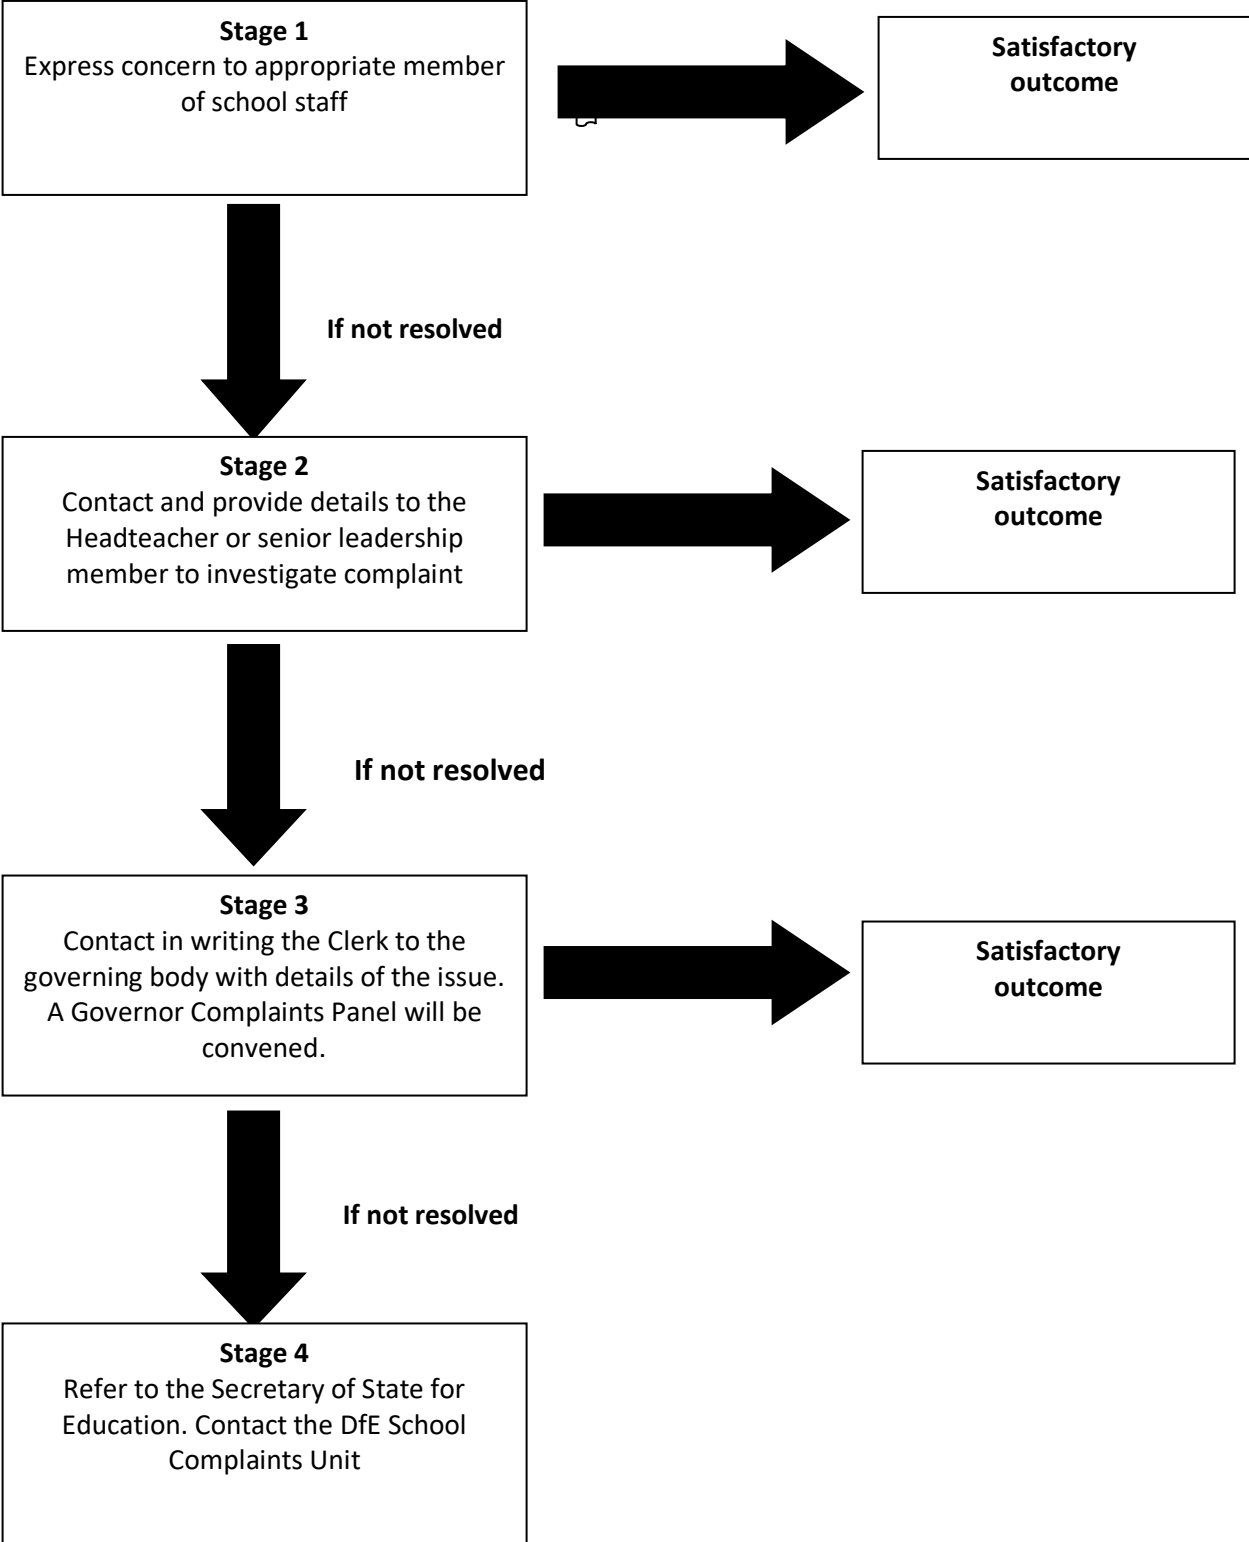 Stage 1
Express concern to appropriate member
of school staff
Satisfactory
outcome
If not resolved
Stage 2
Contact and provide details to the
Headteacher or senior leadership
member to investigate complaint
Satisfactory
outcome
If not resolved
Stage 3
Contact in writing the Clerk to the
governing body with details of the issue.
A Governor Complaints Panel will be
convened.
Satisfactory
outcome
If not resolved
Stage 4
Refer to the Secretary of State for
Education. Contact the DfE School
Complaints Unit